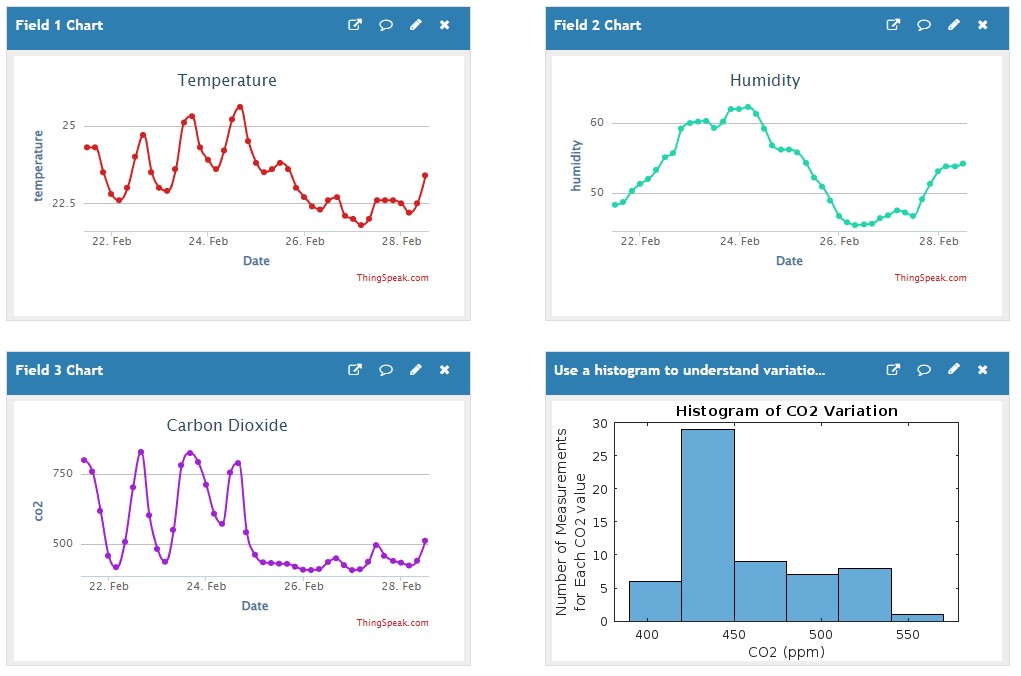 Field 1 Chart
Temperature
temperature
25
22.5
22. Feb 24. Feb 26. Feb 28. Feb
Date
ThingSpeak.com
Field 2 Chart
Humidity
humidity
60
50
22. Feb 24. Feb 26. Feb 28. Feb
Date
ThingSpeak.com
Field 3 Chart
Carbon Dioxide
co2
750
500
22. Feb 24. Feb 26. Feb 28. Feb
Date
ThingSpeak.com
Use a histogram to understand variatio...
Histogram of CO2 Variation
Number of Measurements
for Each CO2 value
30
25
20
15
10
5
0
400 450 500 550
CO2 (ppm)